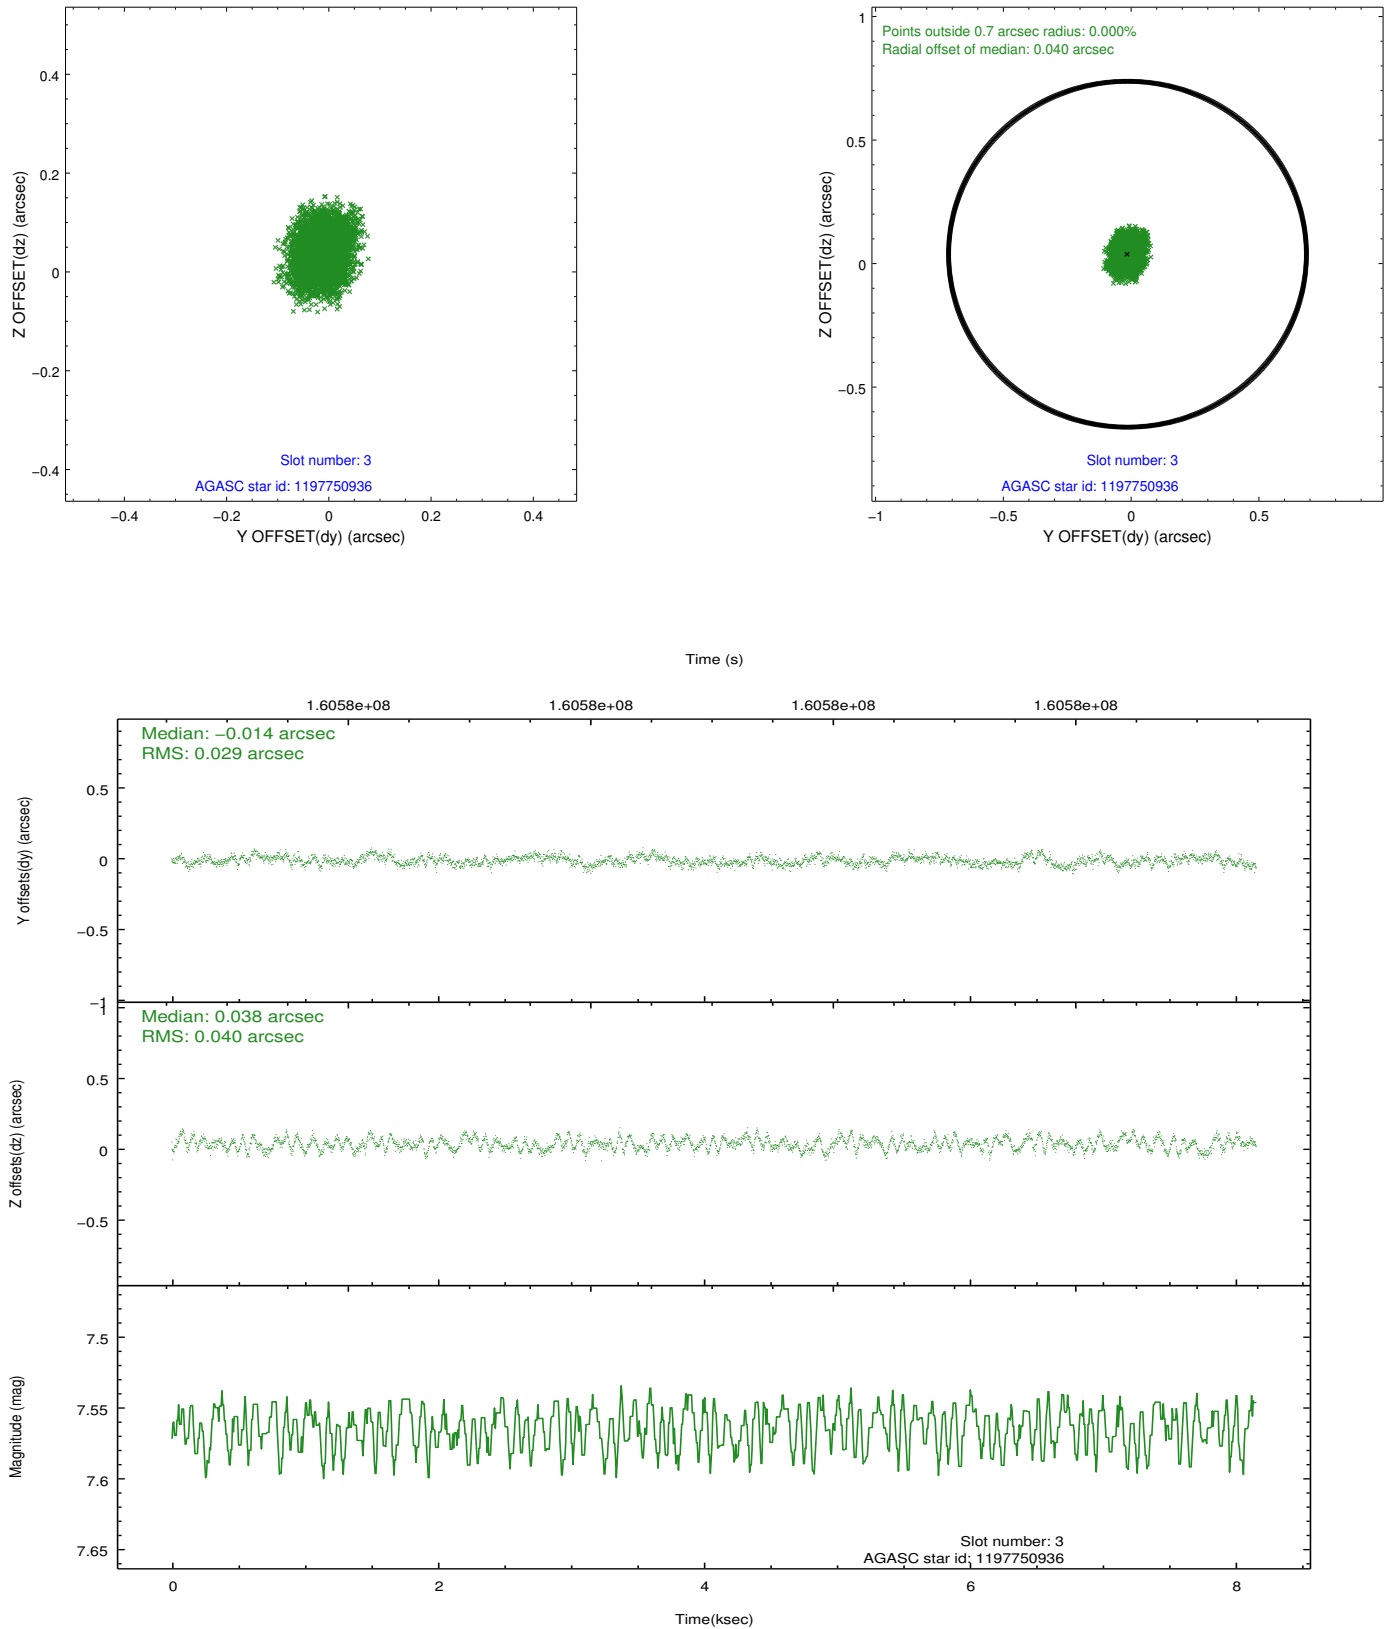 0.4
0.2
0
−0.2
−0.4
Z OFFSET(dz) (arcsec)
Slot number: 3
AGASC star id: 1197750936
−0.4
−0.2
0
0.2
0.4
Y OFFSET(dy) (arcsec)
1
0.5
0
−0.5
Z OFFSET(dz) (arcsec)
Points outside 0.7 arcsec radius: 0.000%
Radial offset of median: 0.040 arcsec
Slot number: 3
AGASC star id: 1197750936
−1
−0.5
0
0.5
Y OFFSET(dy) (arcsec)
Time (s)
1.6058e+08 1.6058e+08 1.6058e+08 1.6058e+08
Median: −0.014 arcsec
RMS: 0.029 arcsec
0.5
0
−0.5
−1
Y offsets(dy) (arcsec)
Median: 0.038 arcsec
RMS: 0.040 arcsec
1
0.5
0
−0.5
Z offsets(dz) (arcsec)
7.5
7.55
7.6
7.65
Magnitude (mag)
Slot number: 3
AGASC star id: 1197750936
0 2 4 6 8
Time(ksec)